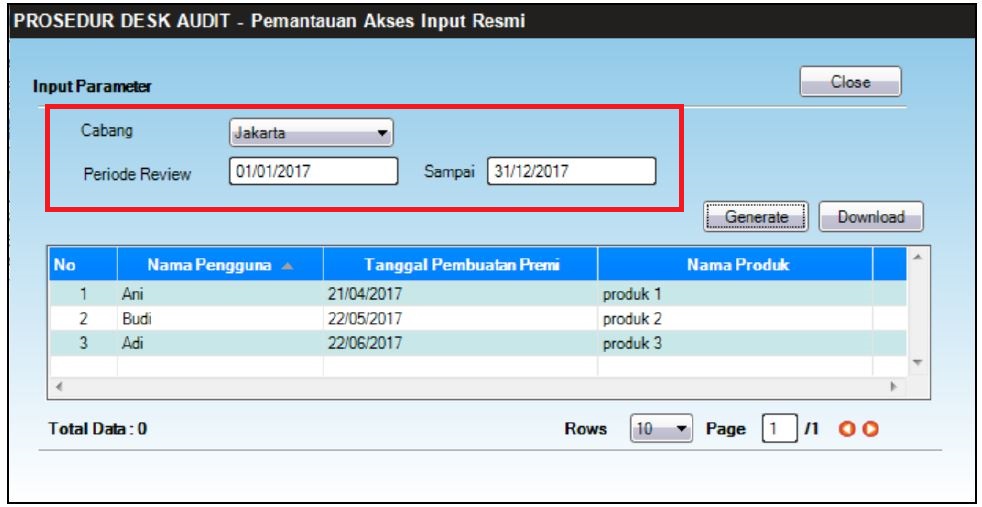 PROSEDUR DESK AUDIT - Pemantauan Akses Input Resmi
Input Parameter Close
Cabang Jakarta
Periode Review 01/01/2017 Sampai 31/12/2017
Generate Download
No Nama Pengguna Tanggal Pembuatan Premi Nama Produk
1 Ani 21/04/2017 produk 1
2 Budi 22/05/2017 produk 2
3 Adi 22/06/2017 produk 3
Total Data : 0 Rows 10 Page 1 /1